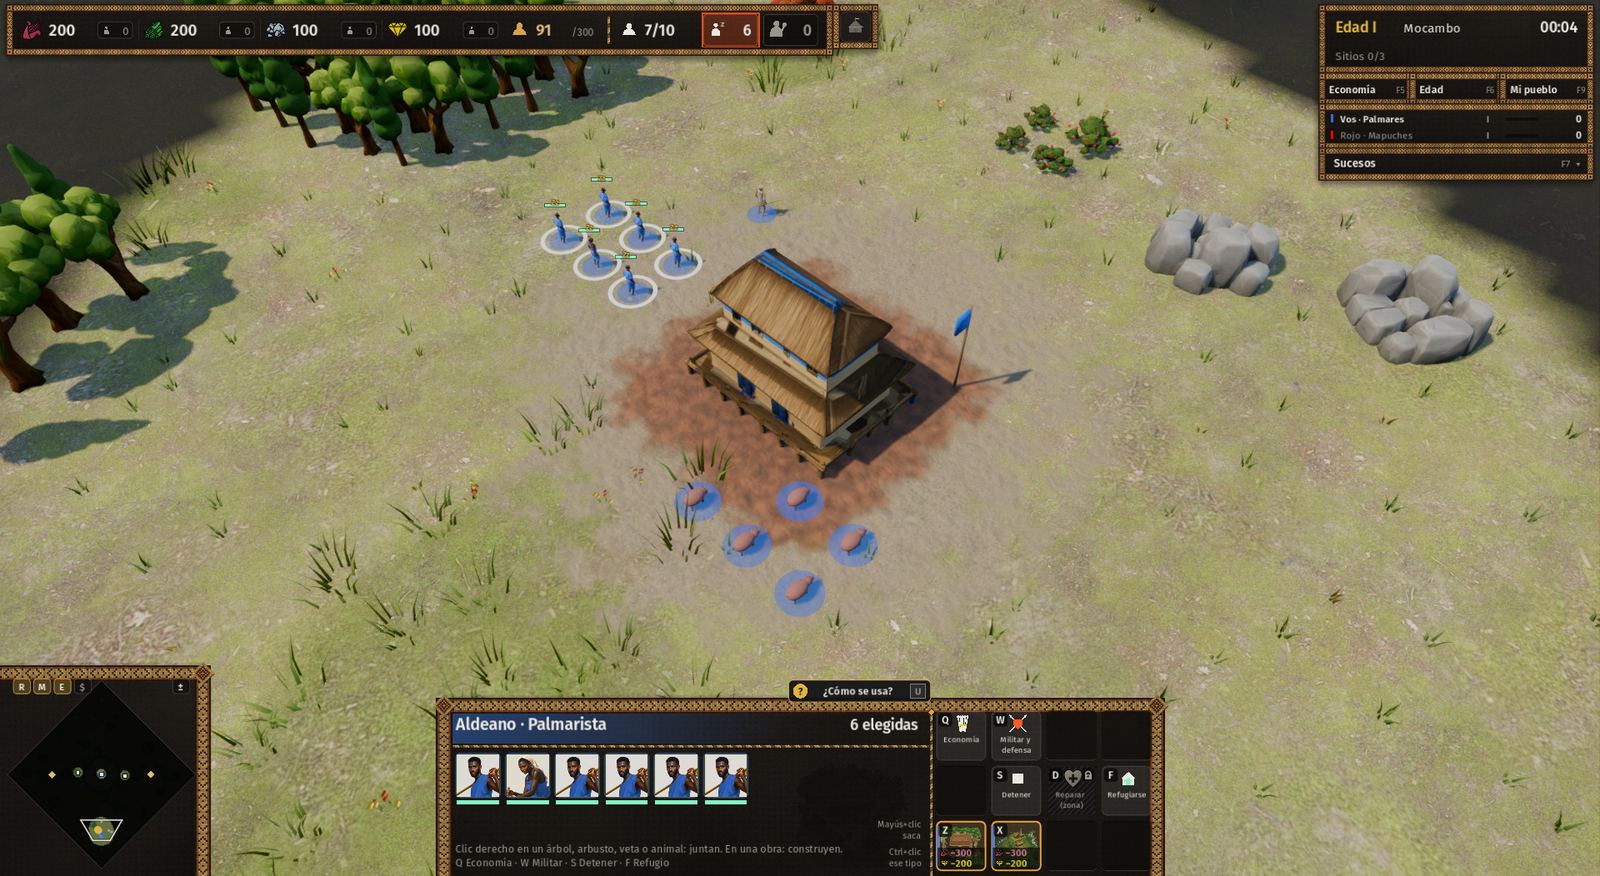 200
0
200
0
100
0
100
0
91 /300
7/10
6
0
Edad I Mocambo 00:04
Sitios 0/3
Economía F5
Edad F6
Mi pueblo F9
Vos · Palmares I 0
Rojo · Mapuches I 0
Sucesos F7
R M E $ ±
? ¿Cómo se usa? U
Aldeano · Palmarista 6 elegidas
Mayús+clic
saca
Clic derecho en un árbol, arbusto, veta o animal: juntan. En una obra: construyen.
Q Economía · W Militar · S Detener · F Refugio
Ctrl+clic
ese tipo
Q
Economía
W
Militar y
defensa
S
Detener
D
Reparar
(zona)
F
Refugiarse
Z
−300
−200
X
−300
−200